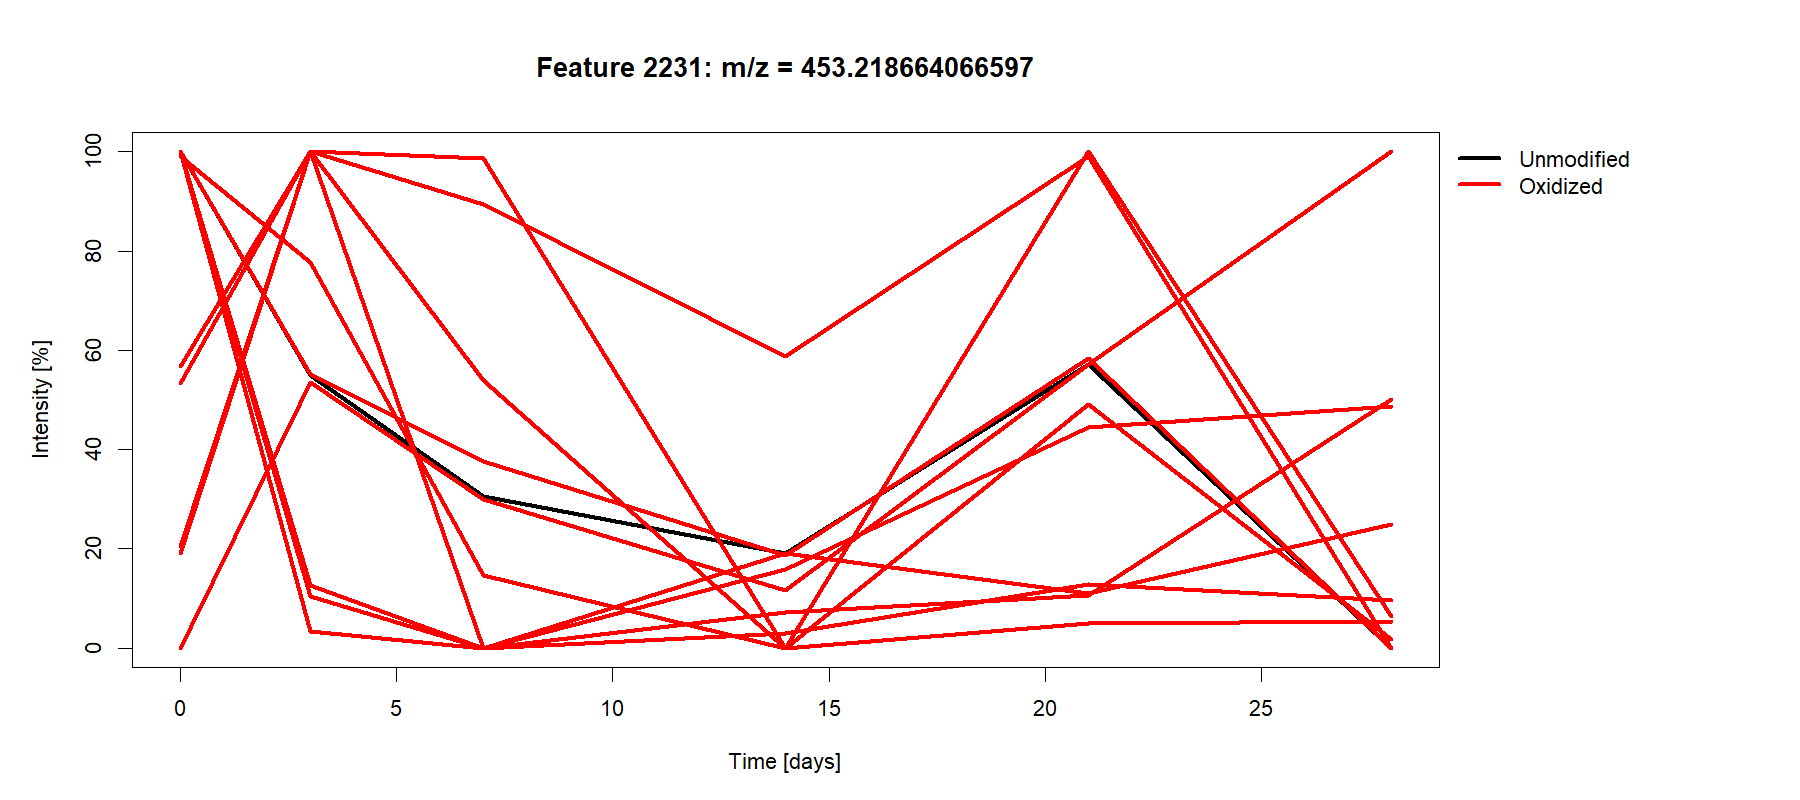 Feature 2231: m/z = 453.218664066597
Unmodified
Oxidized
Intensity [%]
100
80
60
40
20
0
0 5 10 15 20 25
Time [days]